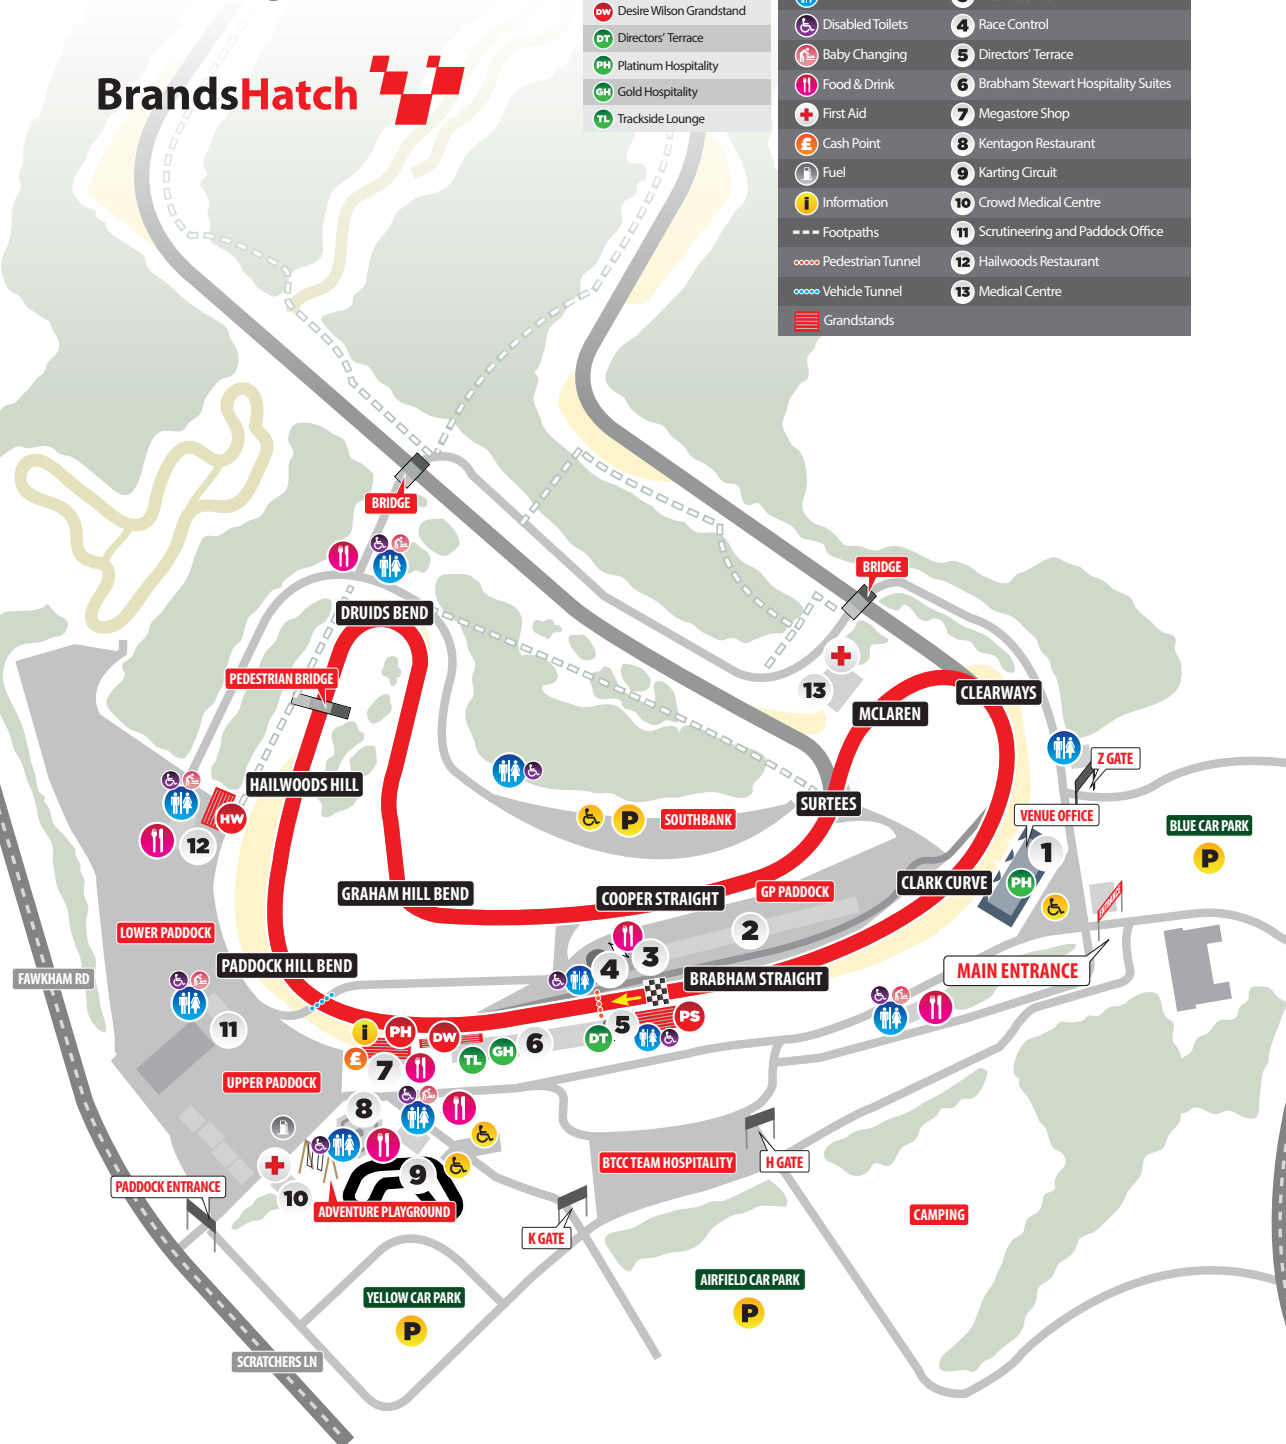 BrandsHatch
DW Desire Wilson Grandstand
DT Directors' Terrace
PH Platinum Hospitality
GH Gold Hospitality
TL Trackside Lounge
Disabled Toilets
Baby Changing
Food & Drink
First Aid
£ Cash Point
Fuel
i Information
Footpaths
Pedestrian Tunnel
Vehicle Tunnel
Grandstands
4 Race Control
5 Directors' Terrace
6 Brabham Stewart Hospitality Suites
7 Megastore Shop
8 Kentagon Restaurant
9 Karting Circuit
10 Crowd Medical Centre
11 Scrutineering and Paddock Office
12 Hailwoods Restaurant
13 Medical Centre
BRIDGE
BRIDGE
DRUIDS BEND
PEDESTRIAN BRIDGE
13
CLEARWAYS
MCLAREN
Z GATE
HAILWOODS HILL
SURTEES
VENUE OFFICE
HW
P
SOUTHBANK
BLUE CAR PARK
P
12
1
PH
GRAHAM HILL BEND
COOPER STRAIGHT
GP PADDOCK
CLARK CURVE
ENTRANCE
LOWER PADDOCK
2
PADDOCK HILL BEND
3
4
BRABHAM STRAIGHT
MAIN ENTRANCE
FAWKHAM RD
11
i
PH
DW
PS
5
DT
6
GH
TL
£
7
UPPER PADDOCK
8
BTCC TEAM HOSPITALITY
H GATE
9
10
PADDOCK ENTRANCE
ADVENTURE PLAYGROUND
CAMPING
K GATE
AIRFIELD CAR PARK
P
YELLOW CAR PARK
P
SCRATCHERS LN